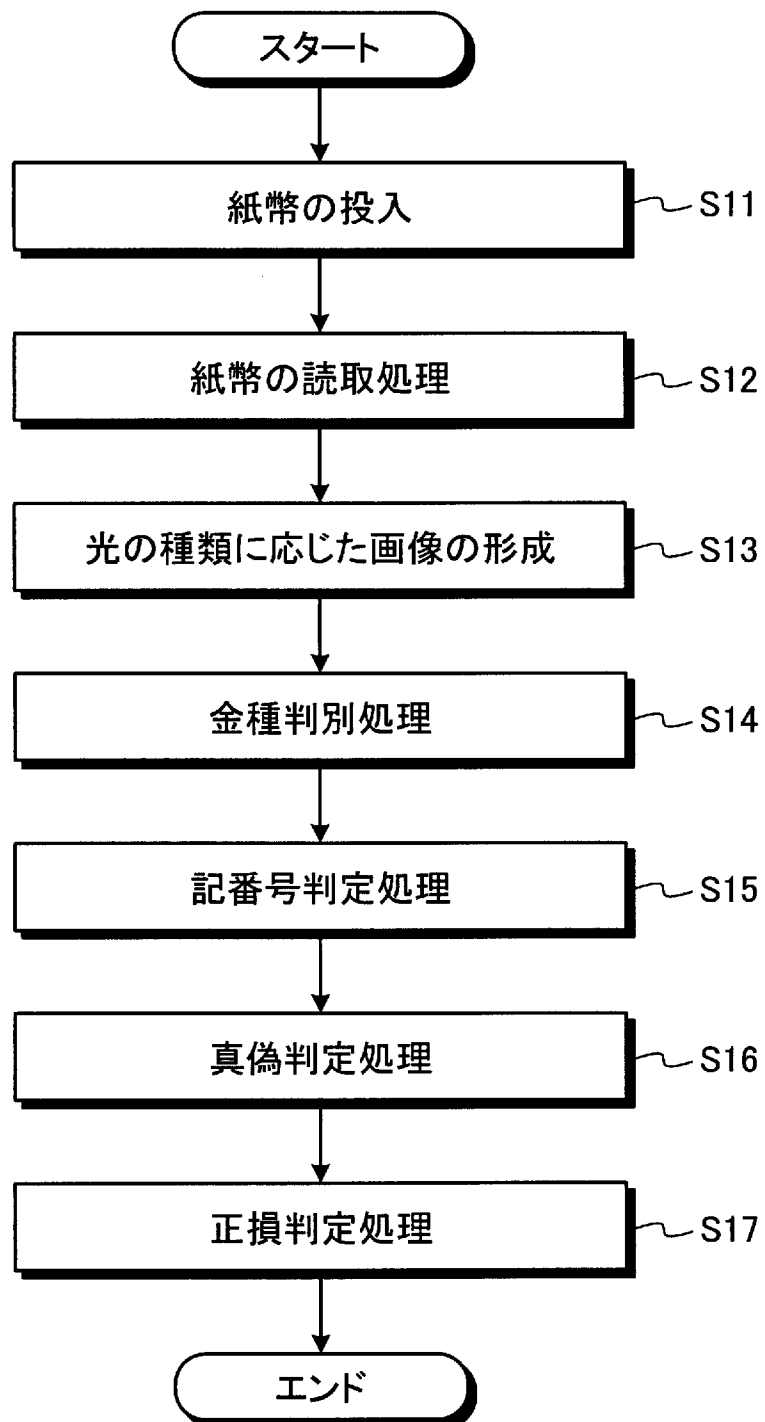 スタート
紙幣の投入
S11
紙幣の読取処理
S12
光の種類に応じた画像の形成
S13
金種判別処理
S14
記番号判定処理
S15
真偽判定処理
S16
正損判定処理
S17
エンド